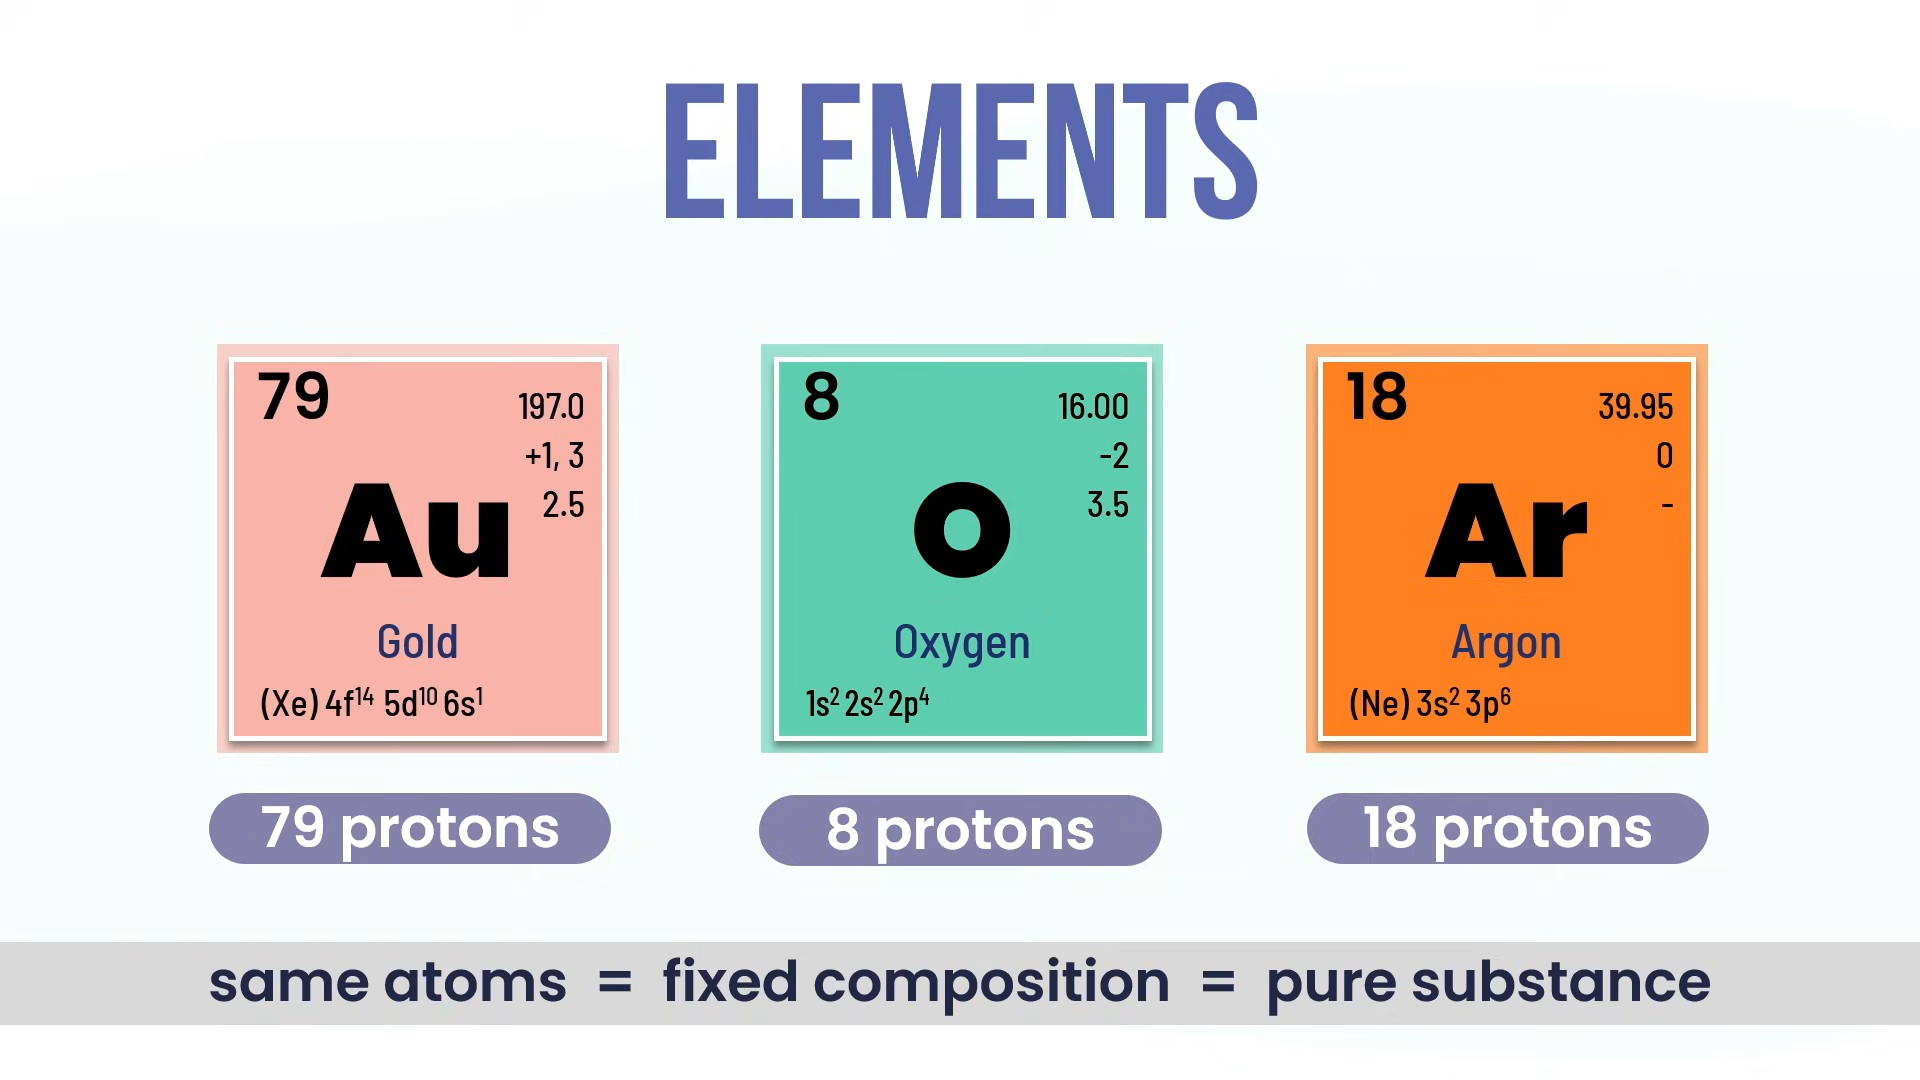 ELEMENTS
79
197.0
+1, 3
2.5
Au
Gold
(Xe) 4f¹⁴ 5d¹⁰ 6s¹
8
16.00
-2
3.5
O
Oxygen
1s² 2s² 2p⁴
18
39.95
0
-
Ar
Argon
(Ne) 3s² 3p⁶
79 protons
8 protons
18 protons
same atoms = fixed composition = pure substance